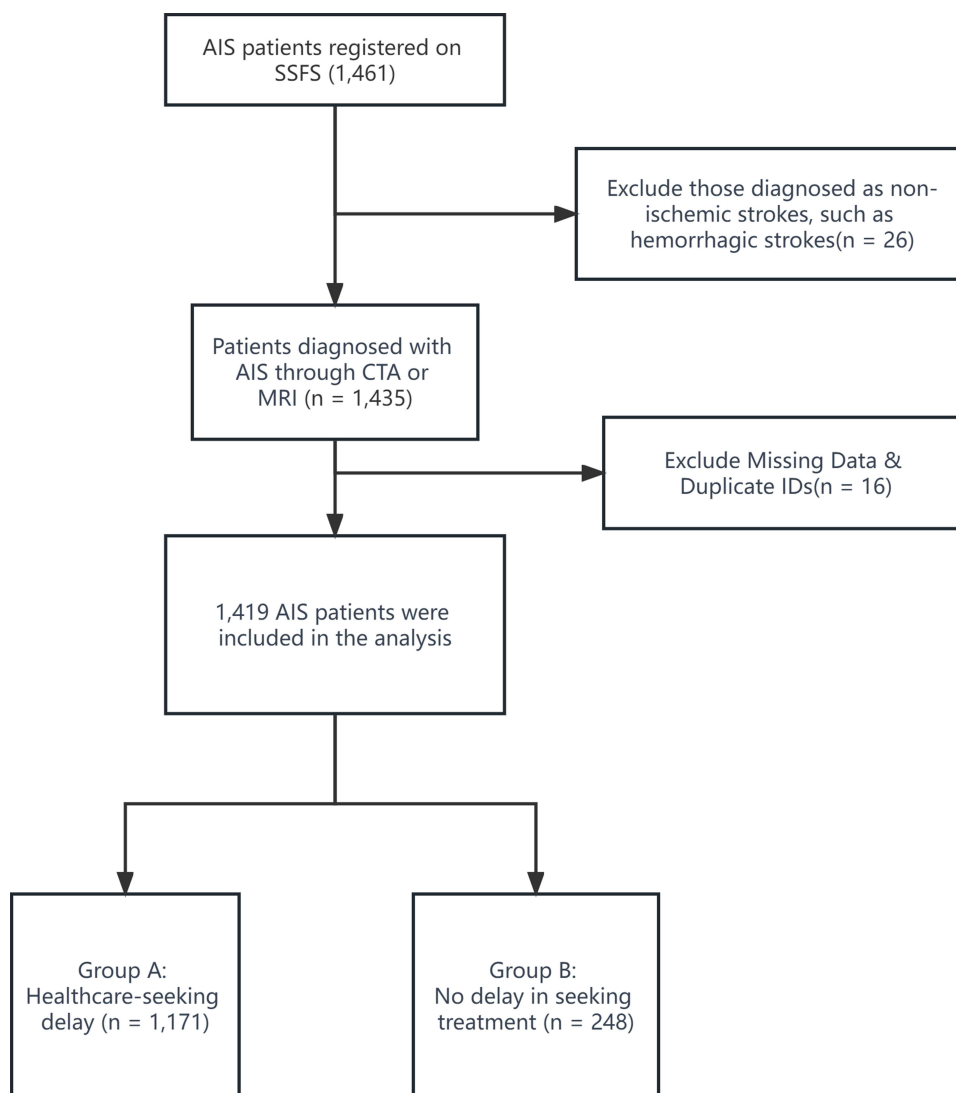 AIS patients registered on
SSFS (1,461)
Exclude those diagnosed as non-
ischemic strokes, such as
hemorrhagic strokes(n = 26)
Patients diagnosed with
AIS through CTA or
MRI (n = 1,435)
Exclude Missing Data &
Duplicate IDs(n = 16)
1,419 AIS patients were
included in the analysis
Group A:
Healthcare-seeking
delay (n = 1,171)
Group B:
No delay in seeking
treatment (n = 248)